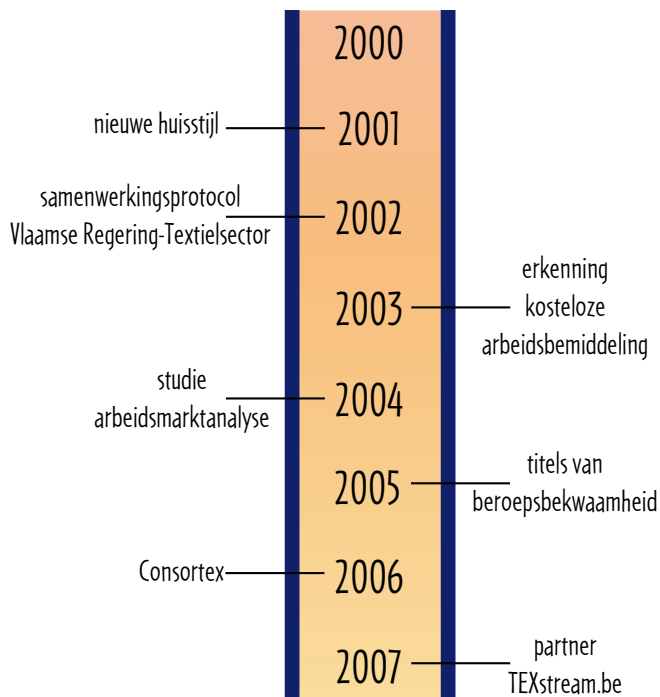 2000
nieuwe huisstijl
2001
samenwerkingsprotocol
Vlaamse Regering-Textielsector
2002
2003
erkenning
kosteloze
arbeidsbemiddeling
studie
arbeidsmarktanalyse
2004
2005
titels van
beroepsbekwaamheid
Consortex
2006
2007
partner
TEXstream.be